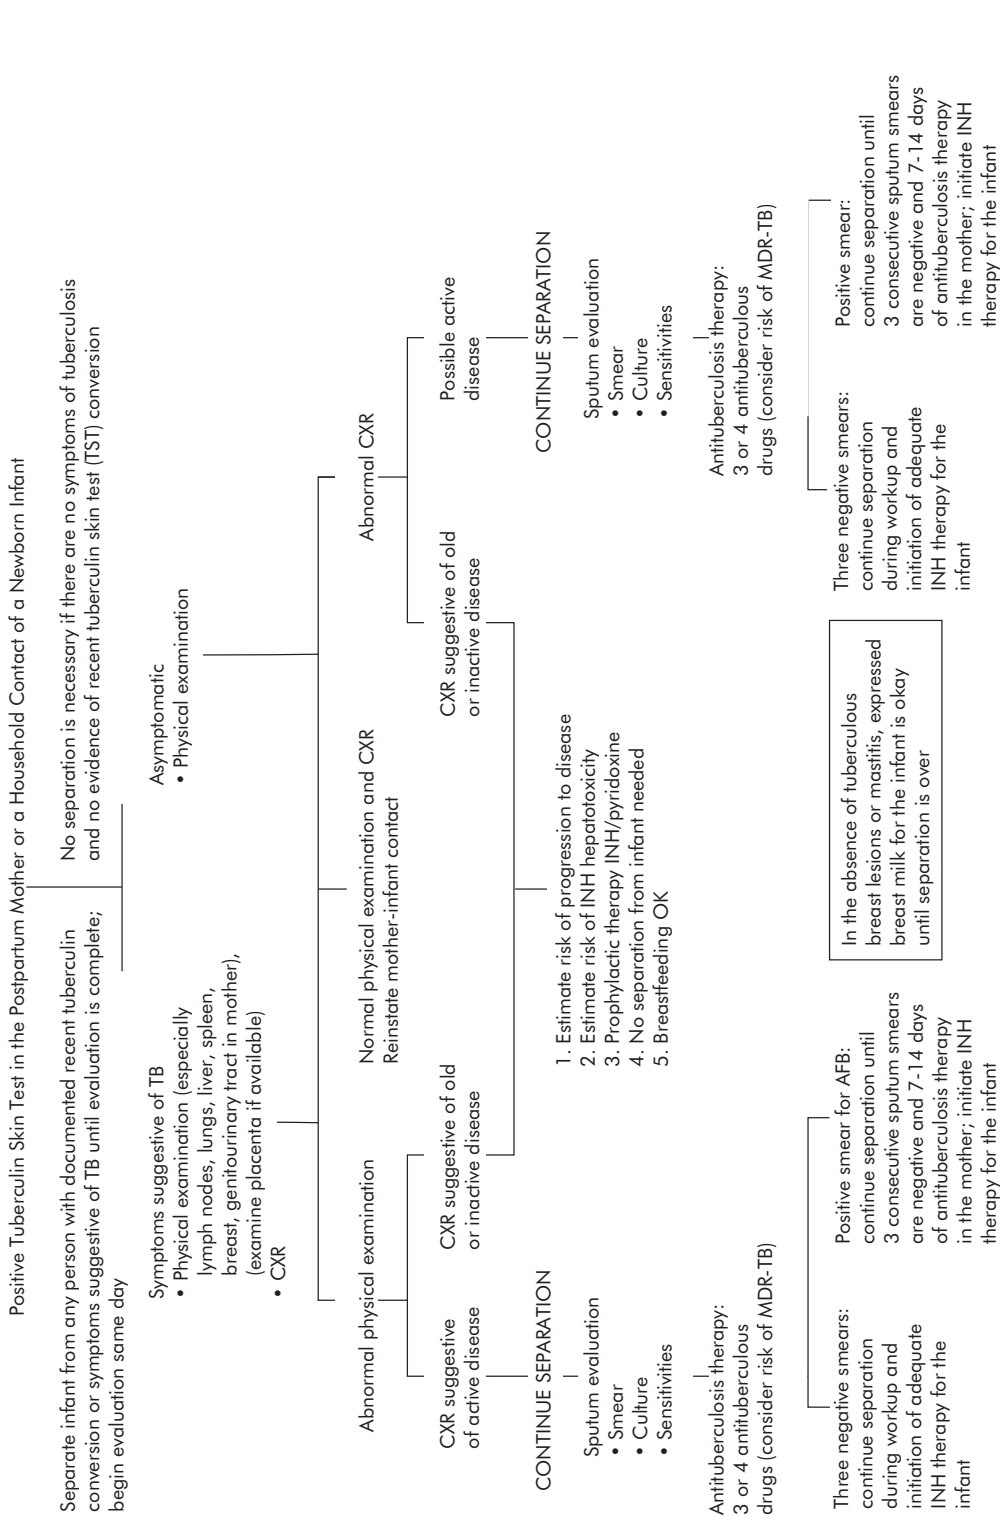 Positive Tuberculin Skin Test in the Postpartum Mother or a Household Contact of a Newborn Infant
Separate infant from any person with documented recent tuberculin
conversion or symptoms suggestive of TB until evaluation is complete;
begin evaluation same day
No separation is necessary if there are no symptoms of tuberculosis
and no evidence of recent tuberculin skin test (TST) conversion
Symptoms suggestive of TB
• Physical examination (especially
lymph nodes, lungs, liver, spleen,
breast, genitourinary tract in mother),
(examine placenta if available)
• CXR
Asymptomatic
• Physical examination
Abnormal physical examination
Normal physical examination and CXR
Reinstate mother-infant contact
Abnormal CXR
CXR suggestive
of active disease
CXR suggestive of old
or inactive disease
CXR suggestive of old
or inactive disease
Possible active
disease
CONTINUE SEPARATION
Sputum evaluation
• Smear
• Culture
• Sensitivities
Antituberculosis therapy:
3 or 4 antituberculous
drugs (consider risk of MDR-TB)
1. Estimate risk of progression to disease
2. Estimate risk of INH hepatotoxicity
3. Prophylactic therapy INH/pyridoxine
4. No separation from infant needed
5. Breastfeeding OK
CONTINUE SEPARATION
Sputum evaluation
• Smear
• Culture
• Sensitivities
Antituberculosis therapy:
3 or 4 antituberculous
drugs (consider risk of MDR-TB)
Three negative smears:
continue separation
during workup and
initiation of adequate
INH therapy for the
infant
Positive smear for AFB:
continue separation until
3 consecutive sputum smears
are negative and 7-14 days
of antituberculosis therapy
in the mother; initiate INH
therapy for the infant
In the absence of tuberculous
breast lesions or mastitis, expressed
breast milk for the infant is okay
until separation is over
Three negative smears:
continue separation
during workup and
initiation of adequate
INH therapy for the
infant
Positive smear:
continue separation until
3 consecutive sputum smears
are negative and 7-14 days
of antituberculosis therapy
in the mother; initiate INH
therapy for the infant